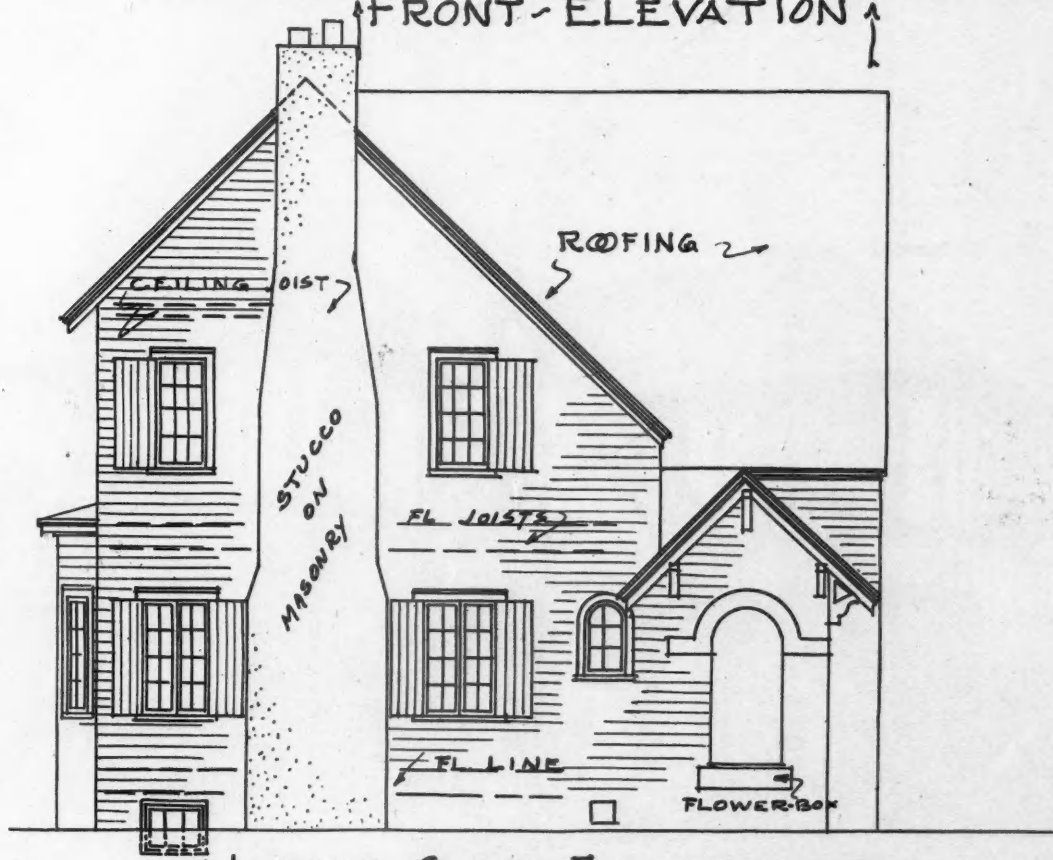 FRONT-ELEVATION
ROOFING
CEILING JOIST
STUCCO
ON
MASONRY
FL JOISTS
FL LINE
FLOWER-BOX